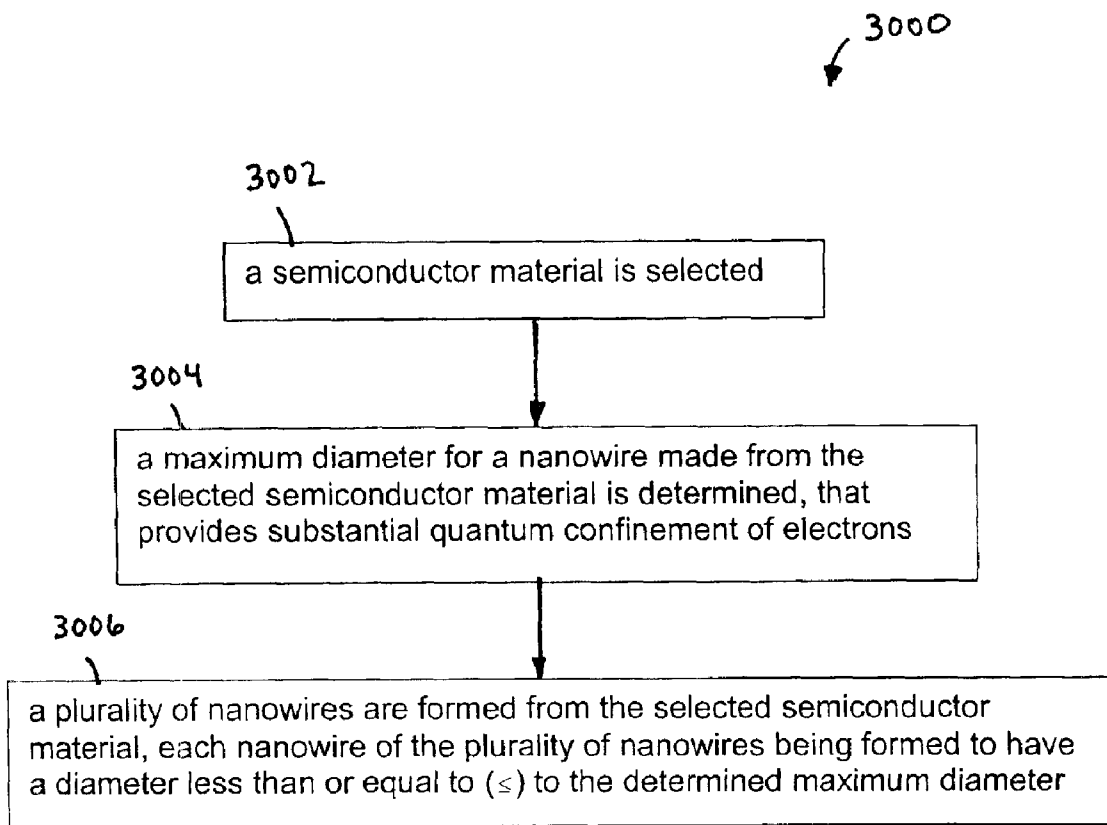 3000
3002
a semiconductor material is selected
3004
a maximum diameter for a nanowire made from the
selected semiconductor material is determined, that
provides substantial quantum confinement of electrons
3006
a plurality of nanowires are formed from the selected semiconductor
material, each nanowire of the plurality of nanowires being formed to have
a diameter less than or equal to (≤) to the determined maximum diameter